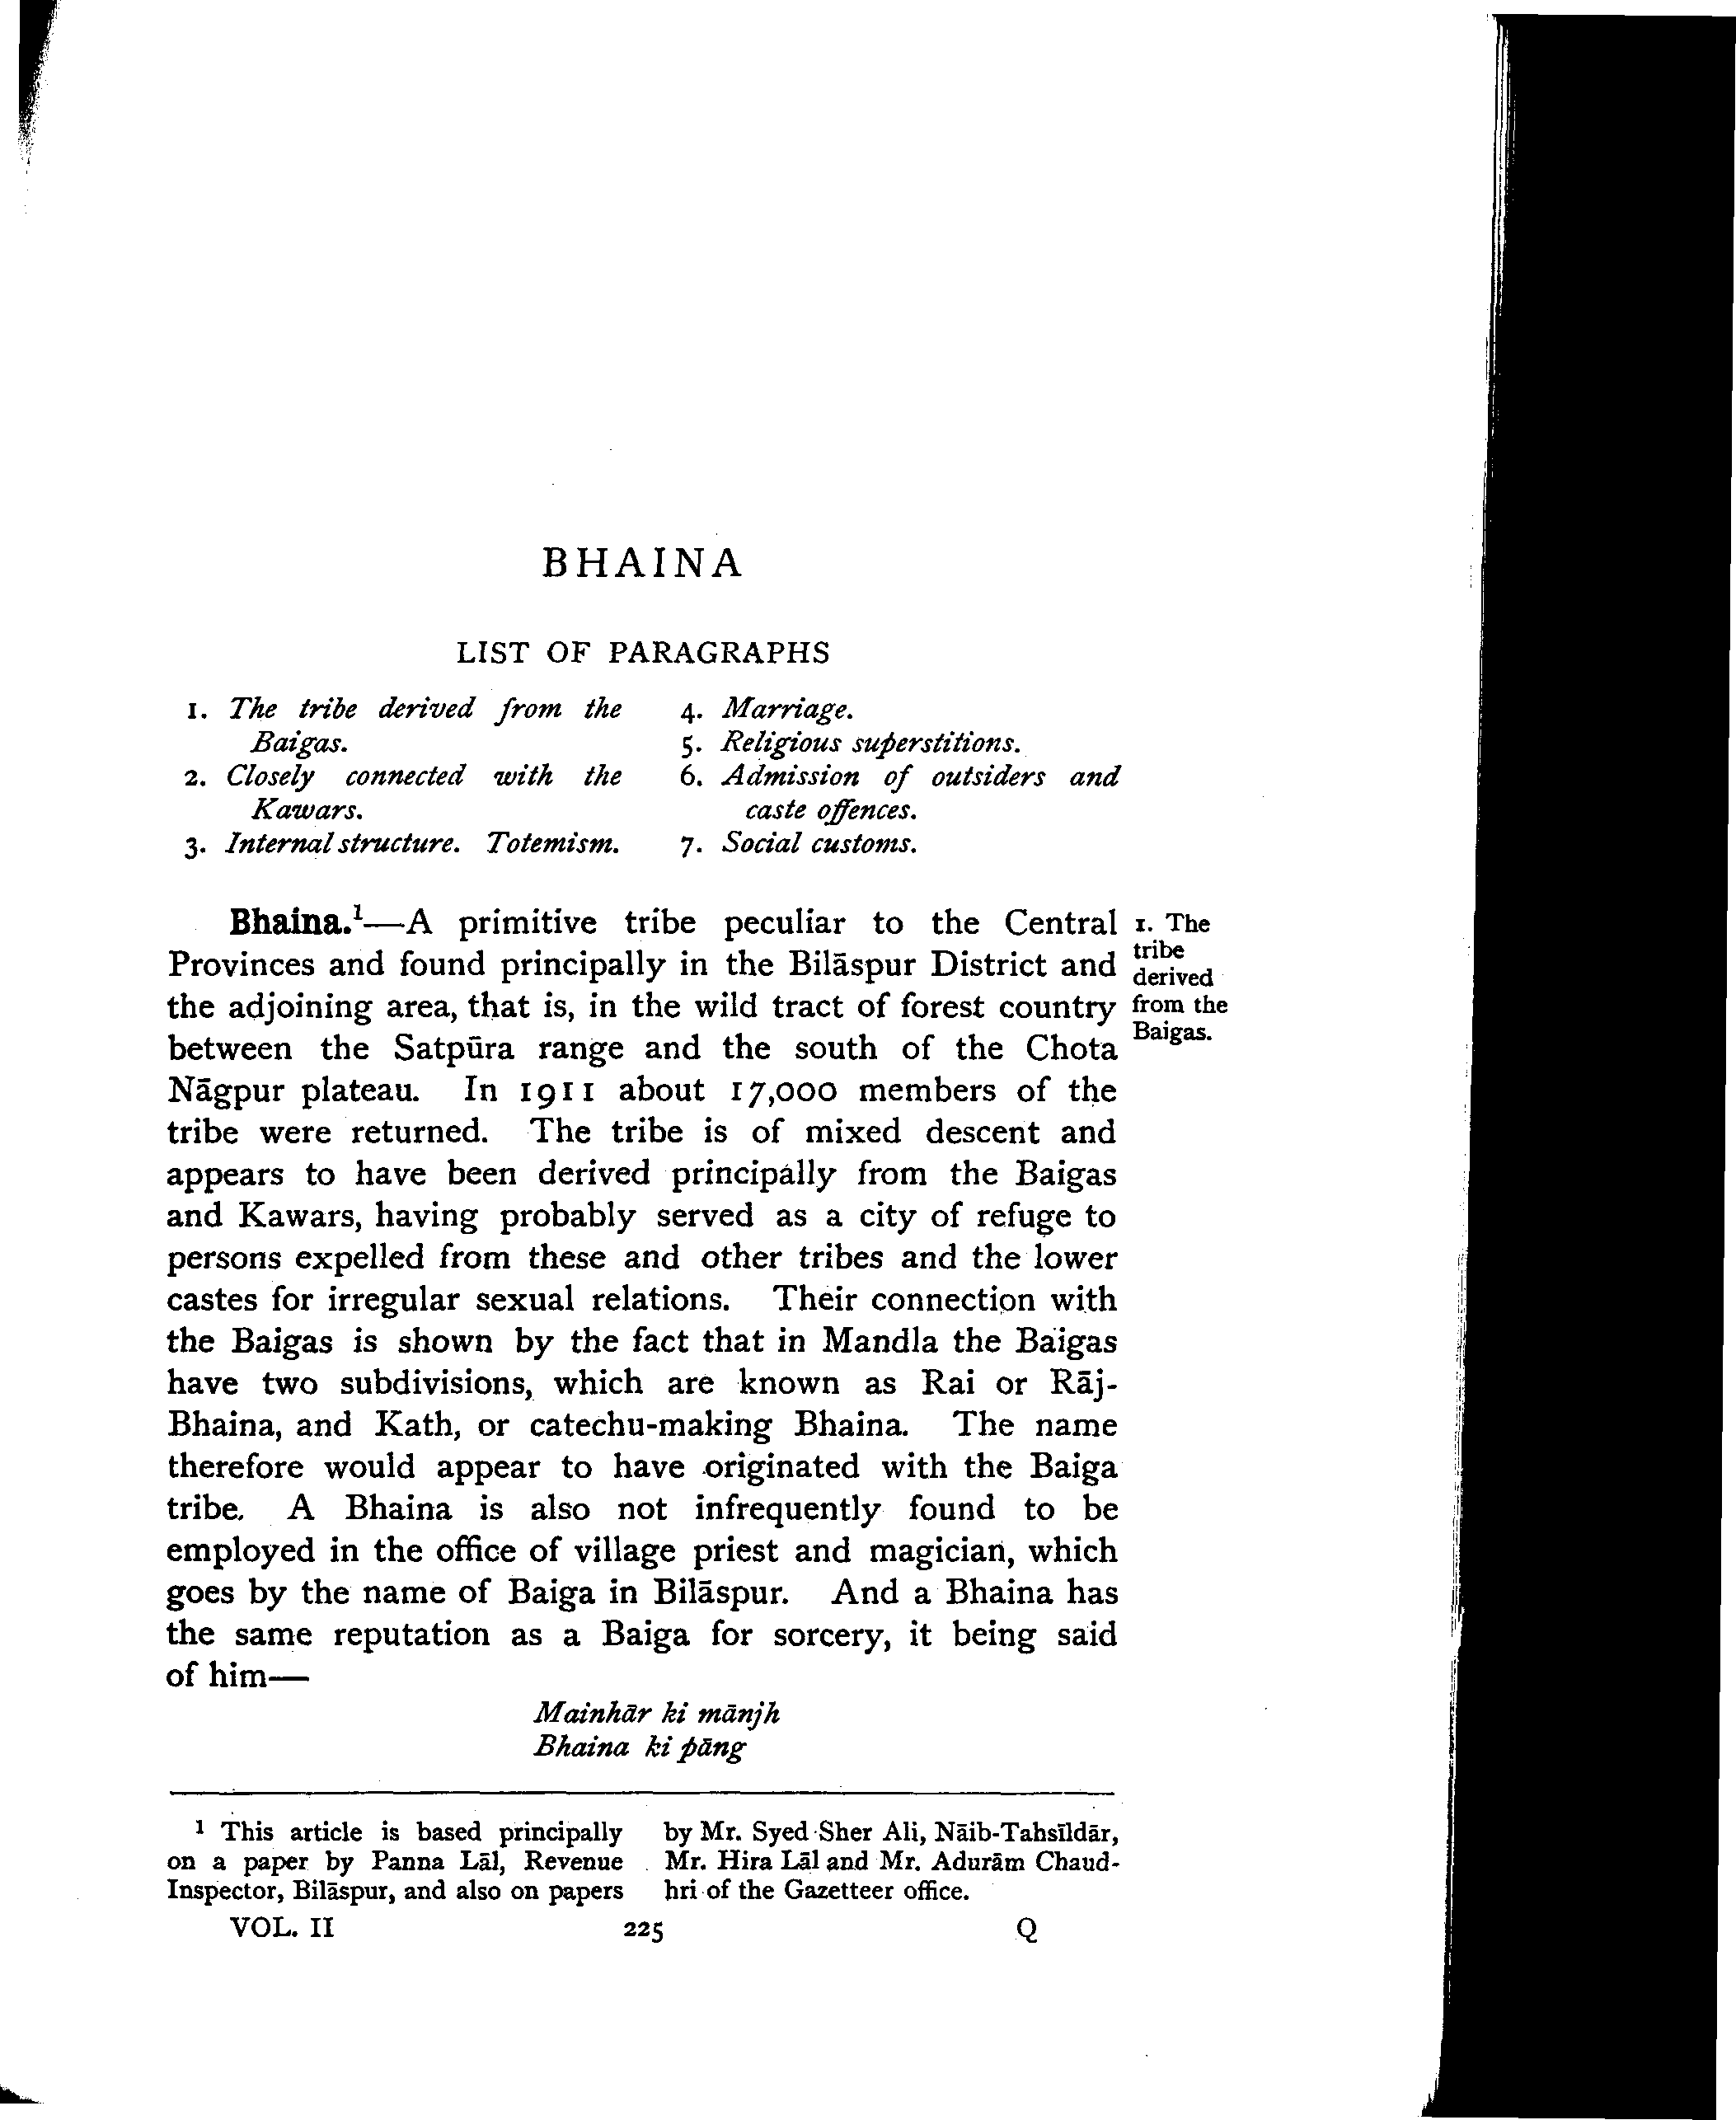 BHAINA
LIST OF PARAGRAPHS
1. The tribe derived from the
Baigas.
2. Closely connected with the
Kawars.
3. Internal structure. Totemism.
4. Marriage.
5. Religious superstitions.
6. Admission of outsiders and
caste offences.
7. Social customs.
Bhaina.¹—A primitive tribe peculiar to the Central
Provinces and found principally in the Bilāspur District and
the adjoining area, that is, in the wild tract of forest country
between the Satpūra range and the south of the Chota
Nāgpur plateau. In 1911 about 17,000 members of the
tribe were returned. The tribe is of mixed descent and
appears to have been derived principally from the Baigas
and Kawars, having probably served as a city of refuge to
persons expelled from these and other tribes and the lower
castes for irregular sexual relations. Their connection with
the Baigas is shown by the fact that in Mandla the Baigas
have two subdivisions, which are known as Rai or Rāj-
Bhaina, and Kath, or catechu-making Bhaina. The name
therefore would appear to have originated with the Baiga
tribe. A Bhaina is also not infrequently found to be
employed in the office of village priest and magician, which
goes by the name of Baiga in Bilāspur. And a Bhaina has
the same reputation as a Baiga for sorcery, it being said
of him—
1. The
tribe
derived
from the
Baigas.
Mainhār ki mānjh
Bhaina ki pāng
¹ This article is based principally
on a paper by Panna Lāl, Revenue
Inspector, Bilāspur, and also on papers
by Mr. Syed Sher Ali, Nāib-Tahsīldār,
Mr. Hira Lāl and Mr. Adurām Chaud-
hri of the Gazetteer office.
VOL. II 225 Q